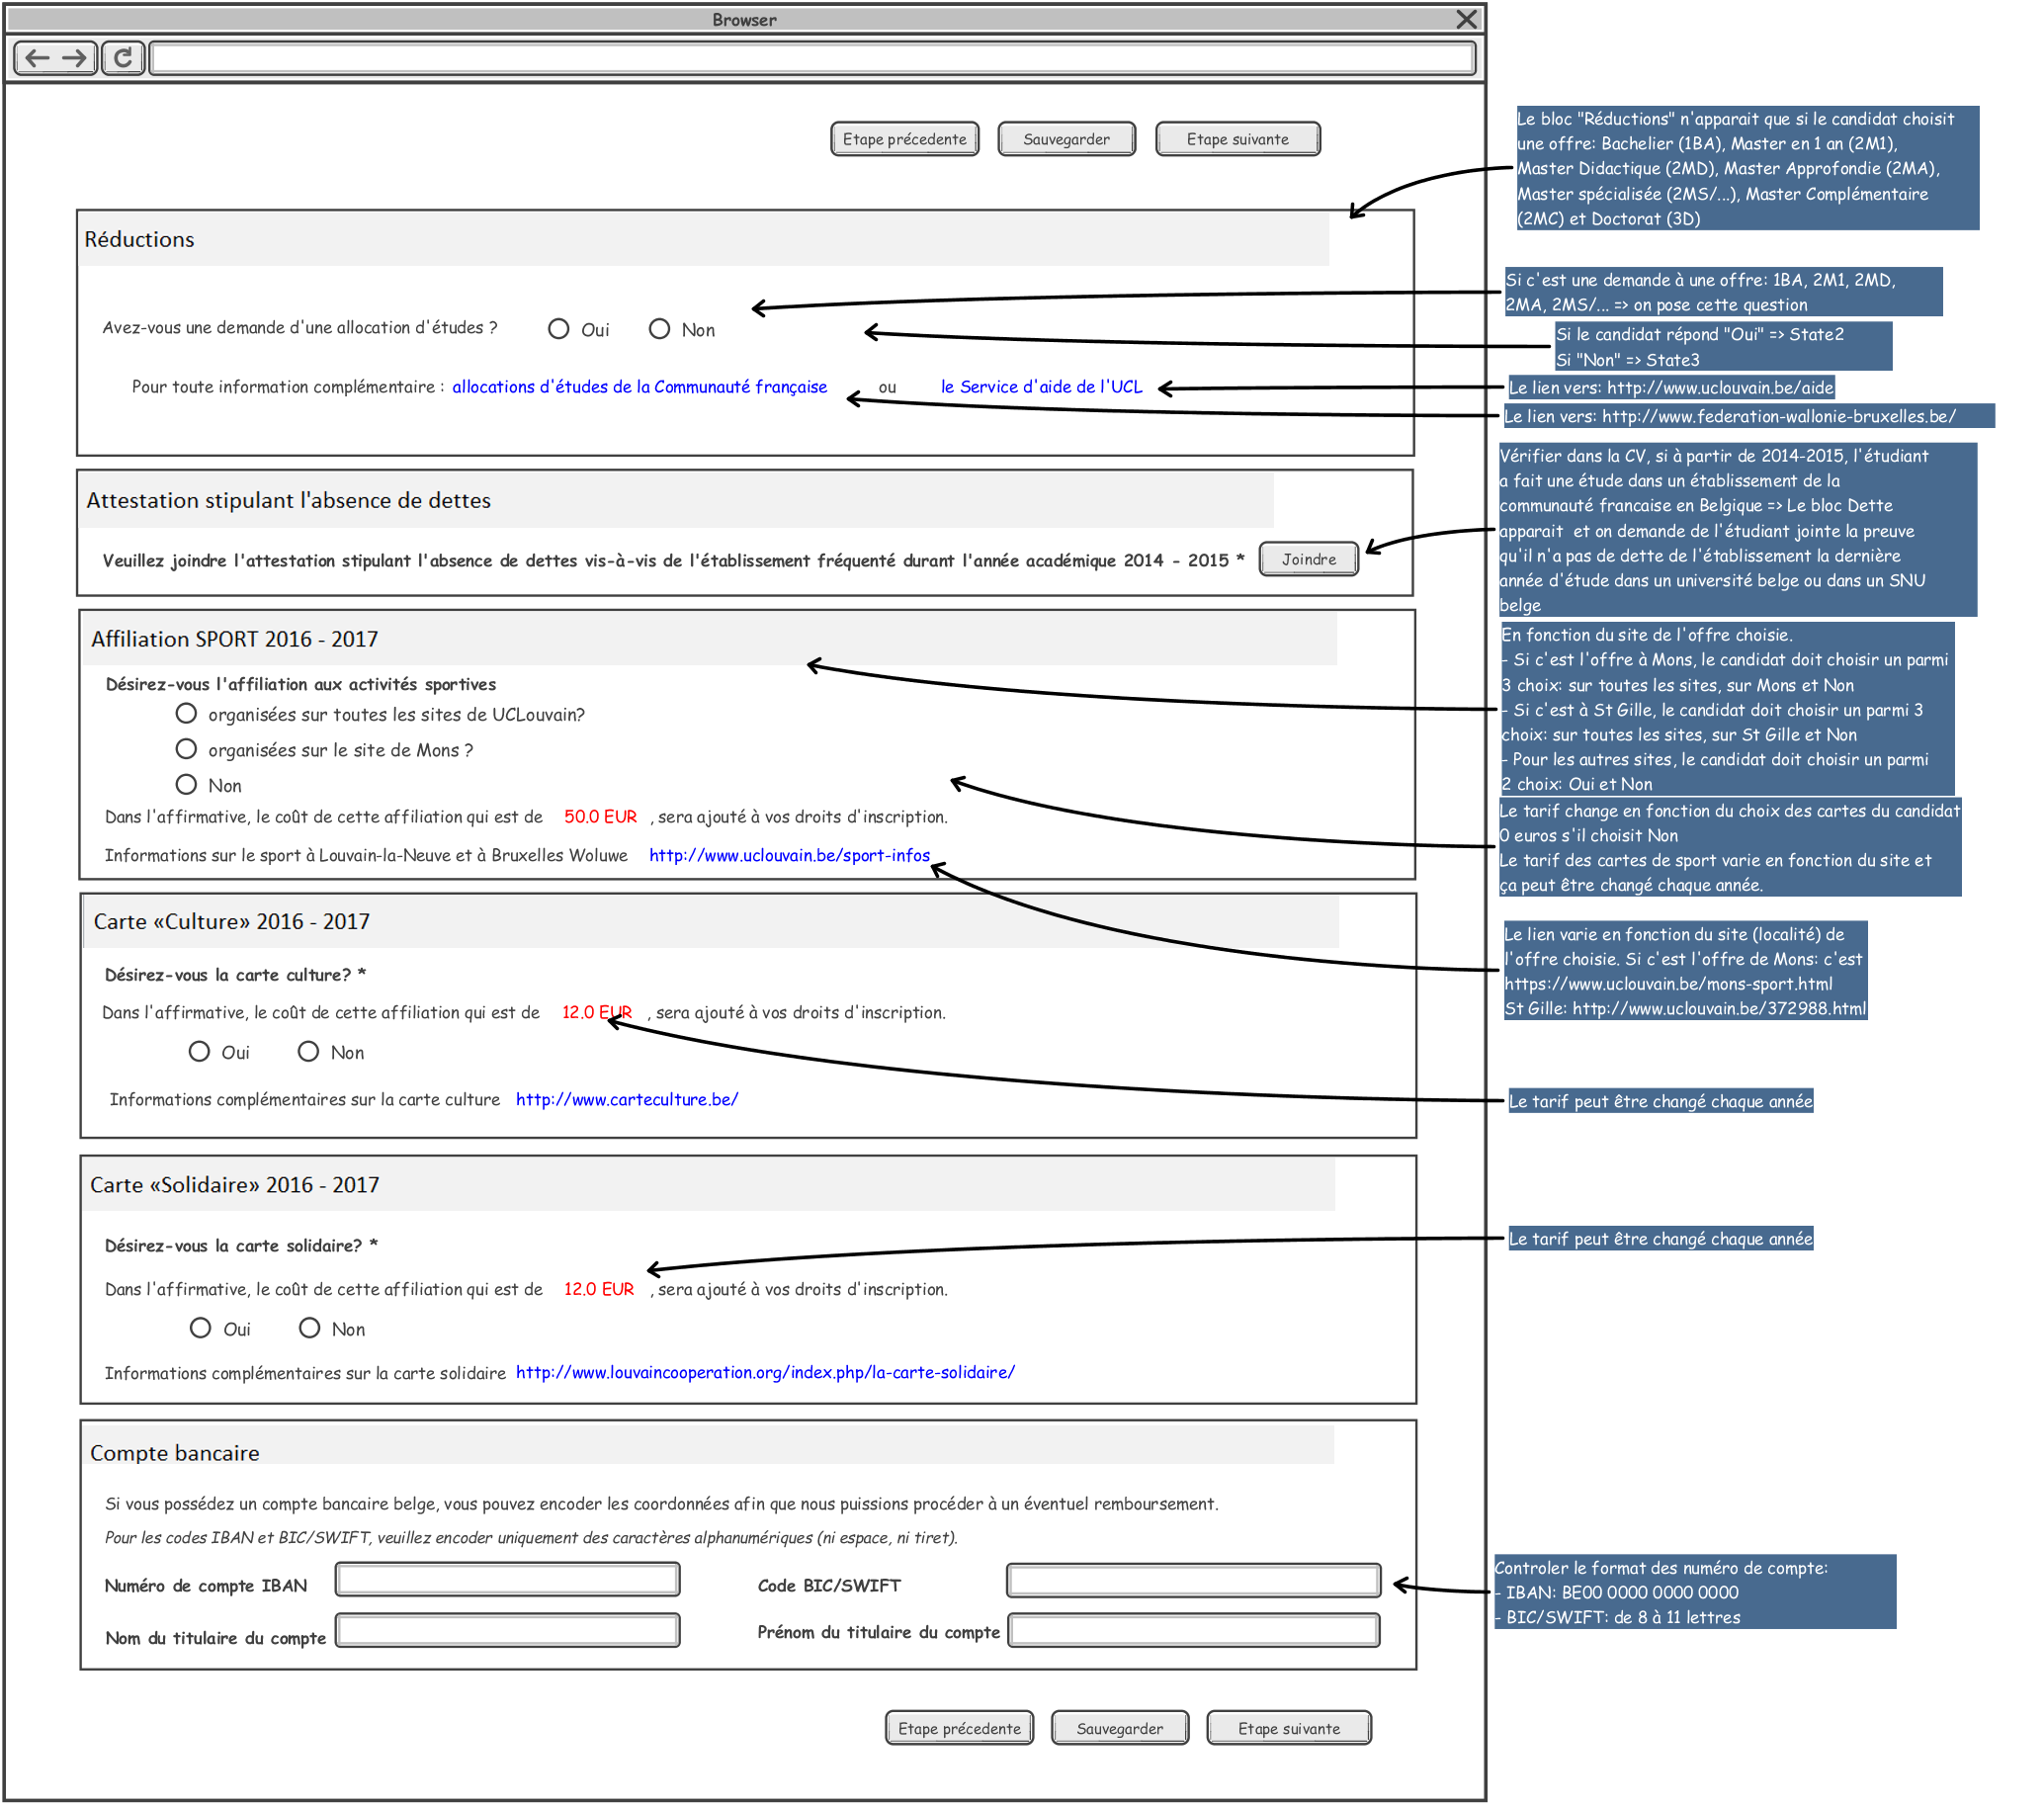 Browser
Etape précedente
Sauvegarder
Etape suivante
Réductions
Avez-vous une demande d'une allocation d'études ?
Oui
Non
Pour toute information complémentaire : allocations d'études de la Communauté française ou le Service d'aide de l'UCL
Attestation stipulant l'absence de dettes
Veuillez joindre l'attestation stipulant l'absence de dettes vis-à-vis de l'établissement fréquenté durant l'année académique 2014 - 2015 *
Joindre
Affiliation SPORT 2016 - 2017
Désirez-vous l'affiliation aux activités sportives
organisées sur toutes les sites de UCLouvain?
organisées sur le site de Mons ?
Non
Dans l'affirmative, le coût de cette affiliation qui est de 50.0 EUR , sera ajouté à vos droits d'inscription.
Informations sur le sport à Louvain-la-Neuve et à Bruxelles Woluwe http://www.uclouvain.be/sport-infos
Carte «Culture» 2016 - 2017
Désirez-vous la carte culture? *
Dans l'affirmative, le coût de cette affiliation qui est de 12.0 EUR , sera ajouté à vos droits d'inscription.
Oui
Non
Informations complémentaires sur la carte culture http://www.carteculture.be/
Carte «Solidaire» 2016 - 2017
Désirez-vous la carte solidaire? *
Dans l'affirmative, le coût de cette affiliation qui est de 12.0 EUR , sera ajouté à vos droits d'inscription.
Oui
Non
Informations complémentaires sur la carte solidaire http://www.louvaincooperation.org/index.php/la-carte-solidaire/
Compte bancaire
Si vous possédez un compte bancaire belge, vous pouvez encoder les coordonnées afin que nous puissions procéder à un éventuel remboursement.
Pour les codes IBAN et BIC/SWIFT, veuillez encoder uniquement des caractères alphanumériques (ni espace, ni tiret).
Numéro de compte IBAN
Code BIC/SWIFT
Nom du titulaire du compte
Prénom du titulaire du compte
Etape précedente
Sauvegarder
Etape suivante
Le bloc "Réductions" n'apparait que si le candidat choisit
une offre: Bachelier (1BA), Master en 1 an (2M1),
Master Didactique (2MD), Master Approfondie (2MA),
Master spécialisée (2MS/...), Master Complémentaire
(2MC) et Doctorat (3D)
Si c'est une demande à une offre: 1BA, 2M1, 2MD,
2MA, 2MS/... => on pose cette question
Si le candidat répond "Oui" => State2
Si "Non" => State3
Le lien vers: http://www.uclouvain.be/aide
Le lien vers: http://www.federation-wallonie-bruxelles.be/
Vérifier dans la CV, si à partir de 2014-2015, l'étudiant
a fait une étude dans un établissement de la
communauté francaise en Belgique => Le bloc Dette
apparait et on demande de l'étudiant jointe la preuve
qu'il n'a pas de dette de l'établissement la dernière
année d'étude dans un université belge ou dans un SNU
belge
En fonction du site de l'offre choisie.
- Si c'est l'offre à Mons, le candidat doit choisir un parmi
3 choix: sur toutes les sites, sur Mons et Non
- Si c'est à St Gille, le candidat doit choisir un parmi 3
choix: sur toutes les sites, sur St Gille et Non
- Pour les autres sites, le candidat doit choisir un parmi
2 choix: Oui et Non
Le tarif change en fonction du choix des cartes du candidat
0 euros s'il choisit Non
Le tarif des cartes de sport varie en fonction du site et
ça peut être changé chaque année.
Le lien varie en fonction du site (localité) de
l'offre choisie. Si c'est l'offre de Mons: c'est
https://www.uclouvain.be/mons-sport.html
St Gille: http://www.uclouvain.be/372988.html
Le tarif peut être changé chaque année
Le tarif peut être changé chaque année
Controler le format des numéro de compte:
- IBAN: BE00 0000 0000 0000
- BIC/SWIFT: de 8 à 11 lettres